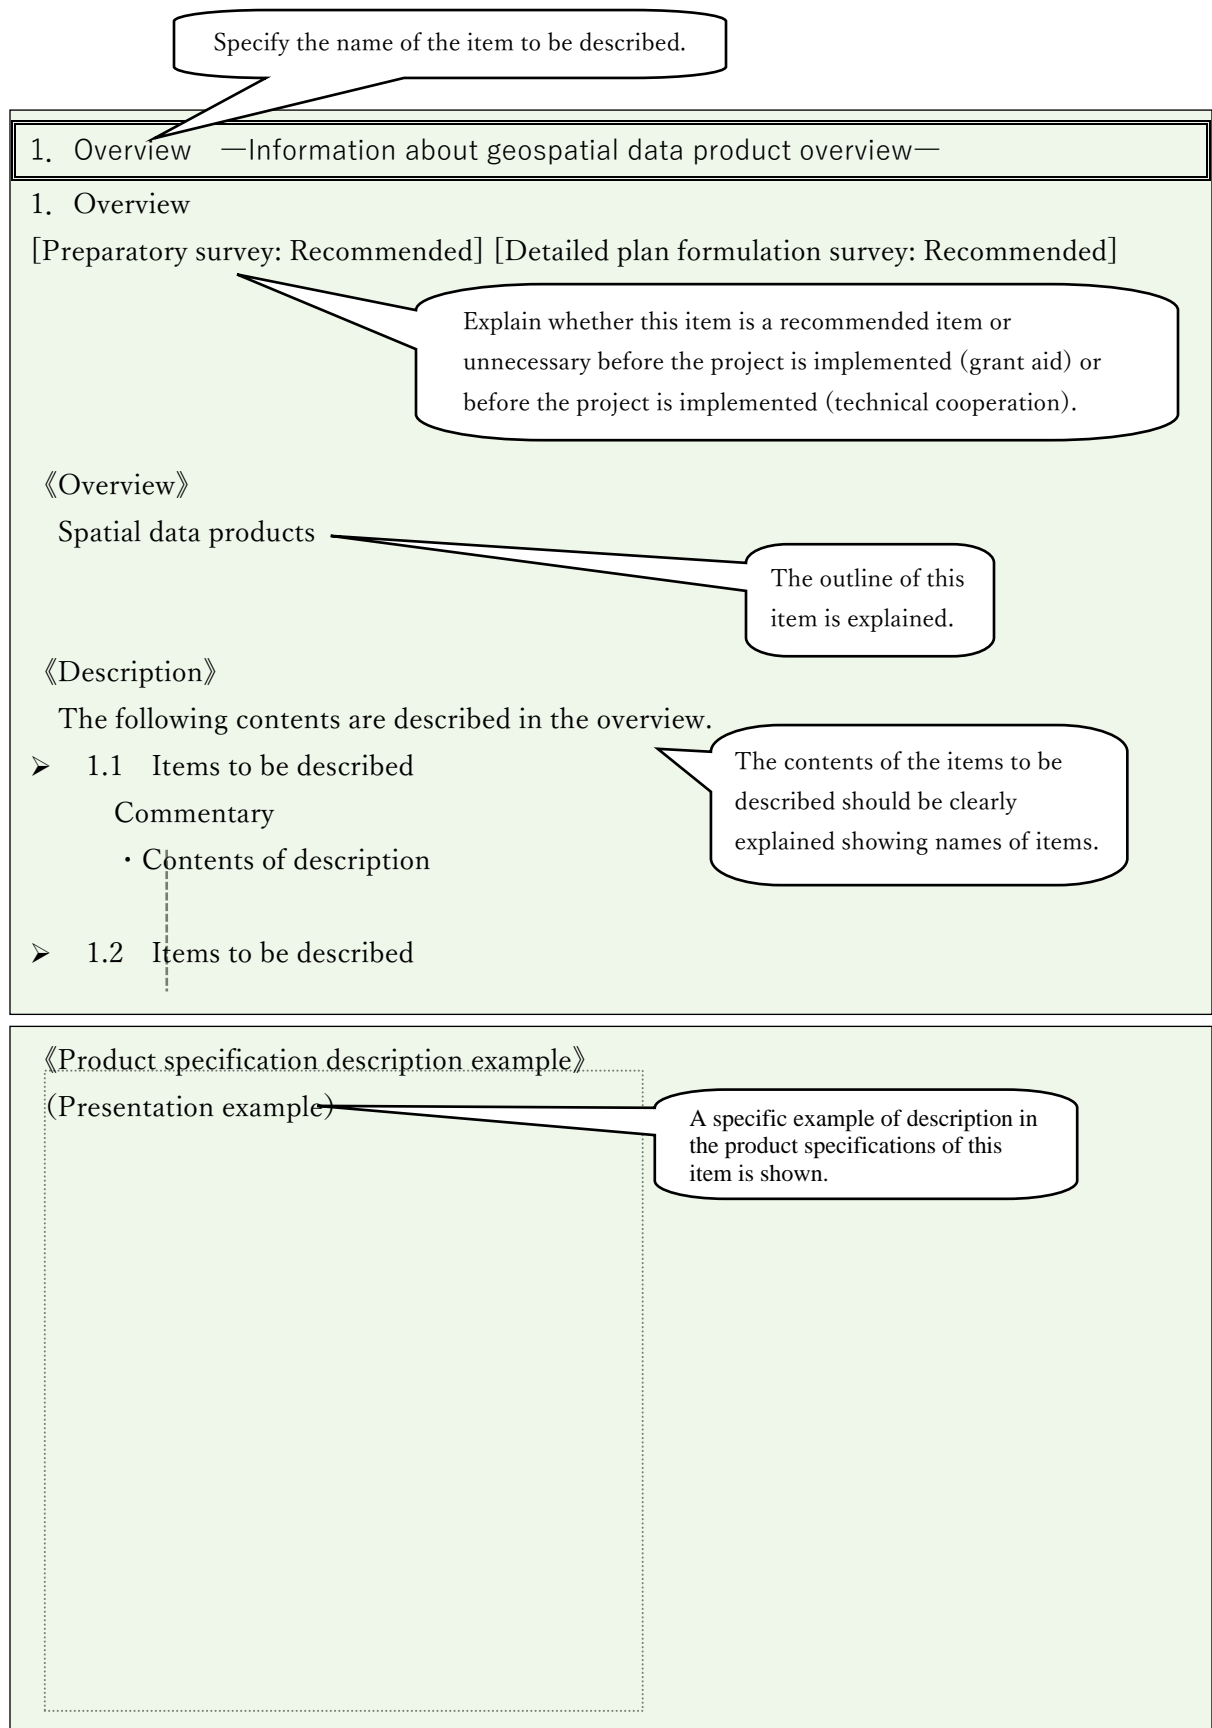 Specify the name of the item to be described.
1. Overview —Information about geospatial data product overview—
1. Overview
[Preparatory survey: Recommended] [Detailed plan formulation survey: Recommended]
Explain whether this item is a recommended item or
unnecessary before the project is implemented (grant aid) or
before the project is implemented (technical cooperation).
《Overview》
Spatial data products
The outline of this
item is explained.
《Description》
The following contents are described in the overview.
➢ 1.1 Items to be described
The contents of the items to be
described should be clearly
explained showing names of items.
Commentary
・Contents of description
➢ 1.2 Items to be described
《Product specification description example》
(Presentation example)
A specific example of description in
the product specifications of this
item is shown.